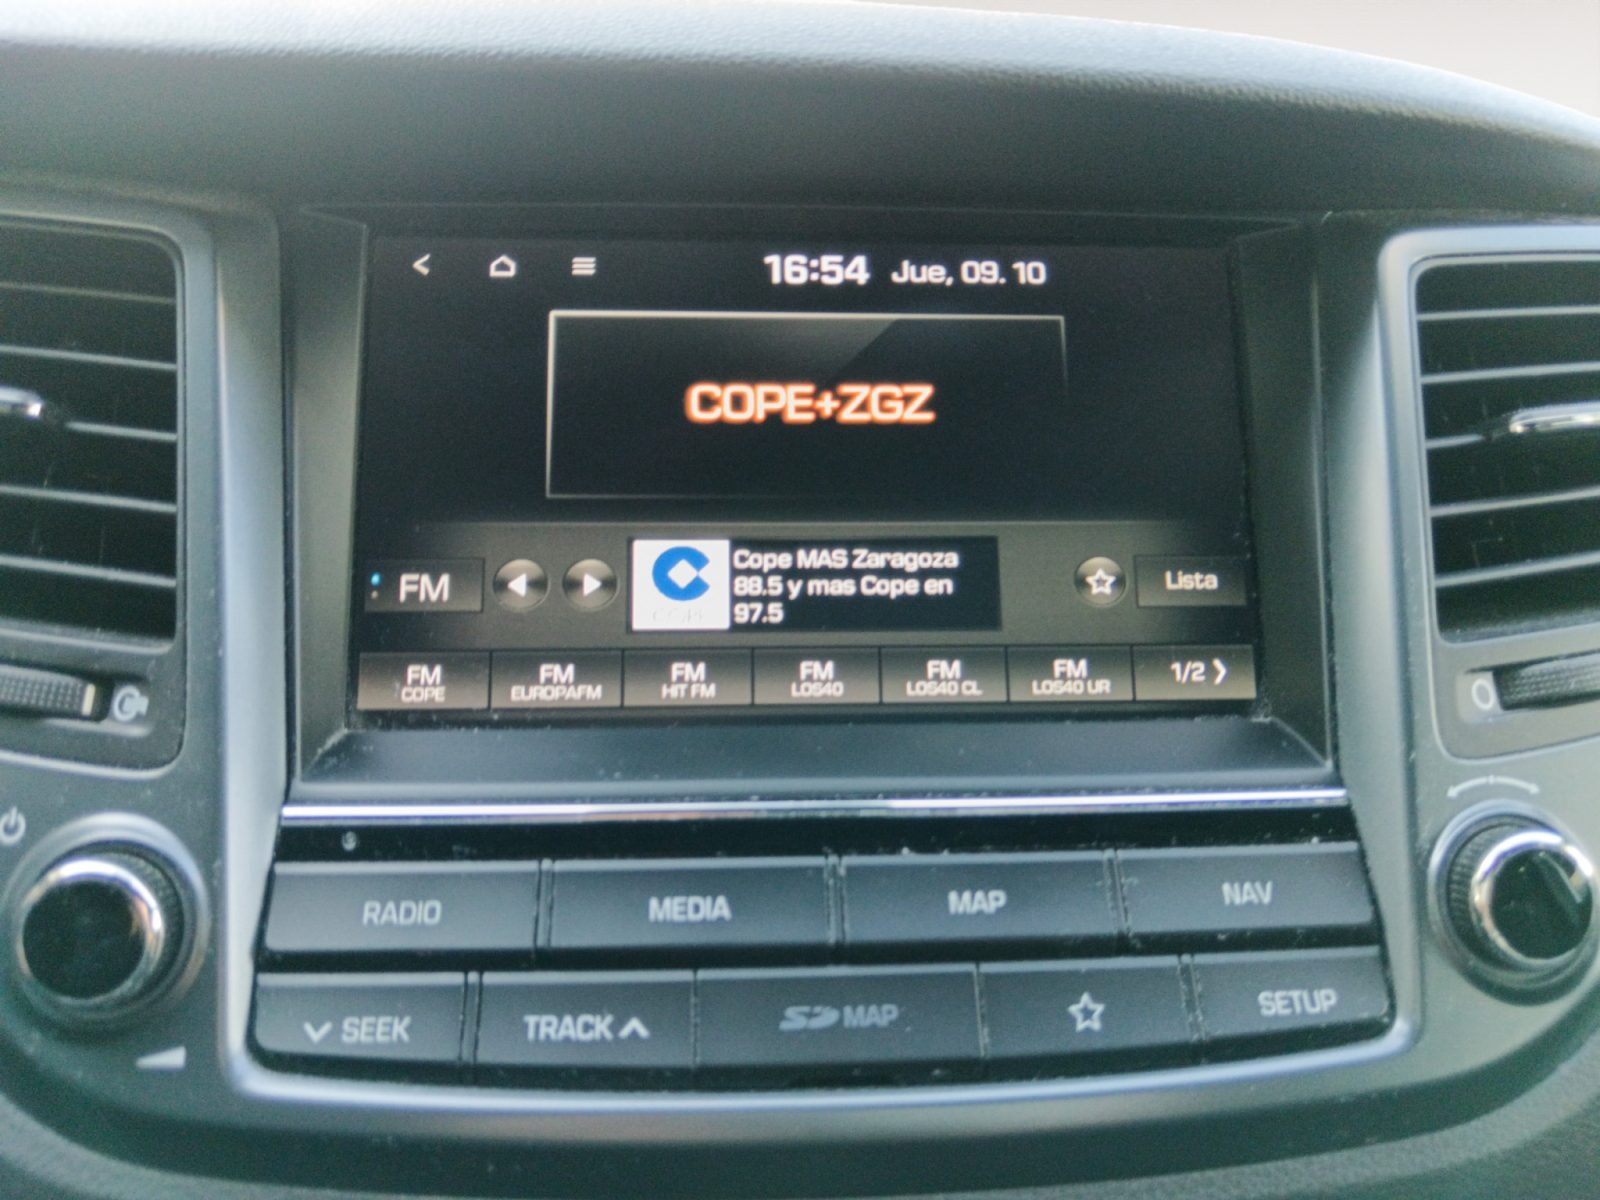 16:54 Jue, 09. 10
COPE+ZGZ
FM
Cope MAS Zaragoza
88.5 y mas Cope en
97.5
Lista
FM
COPE
FM
EUROPAFM
FM
HIT FM
FM
LOS40
FM
LOS40 CL
FM
LOS40 UR
1/2
RADIO
MEDIA
MAP
NAV
SEEK
TRACK
SD MAP
SETUP